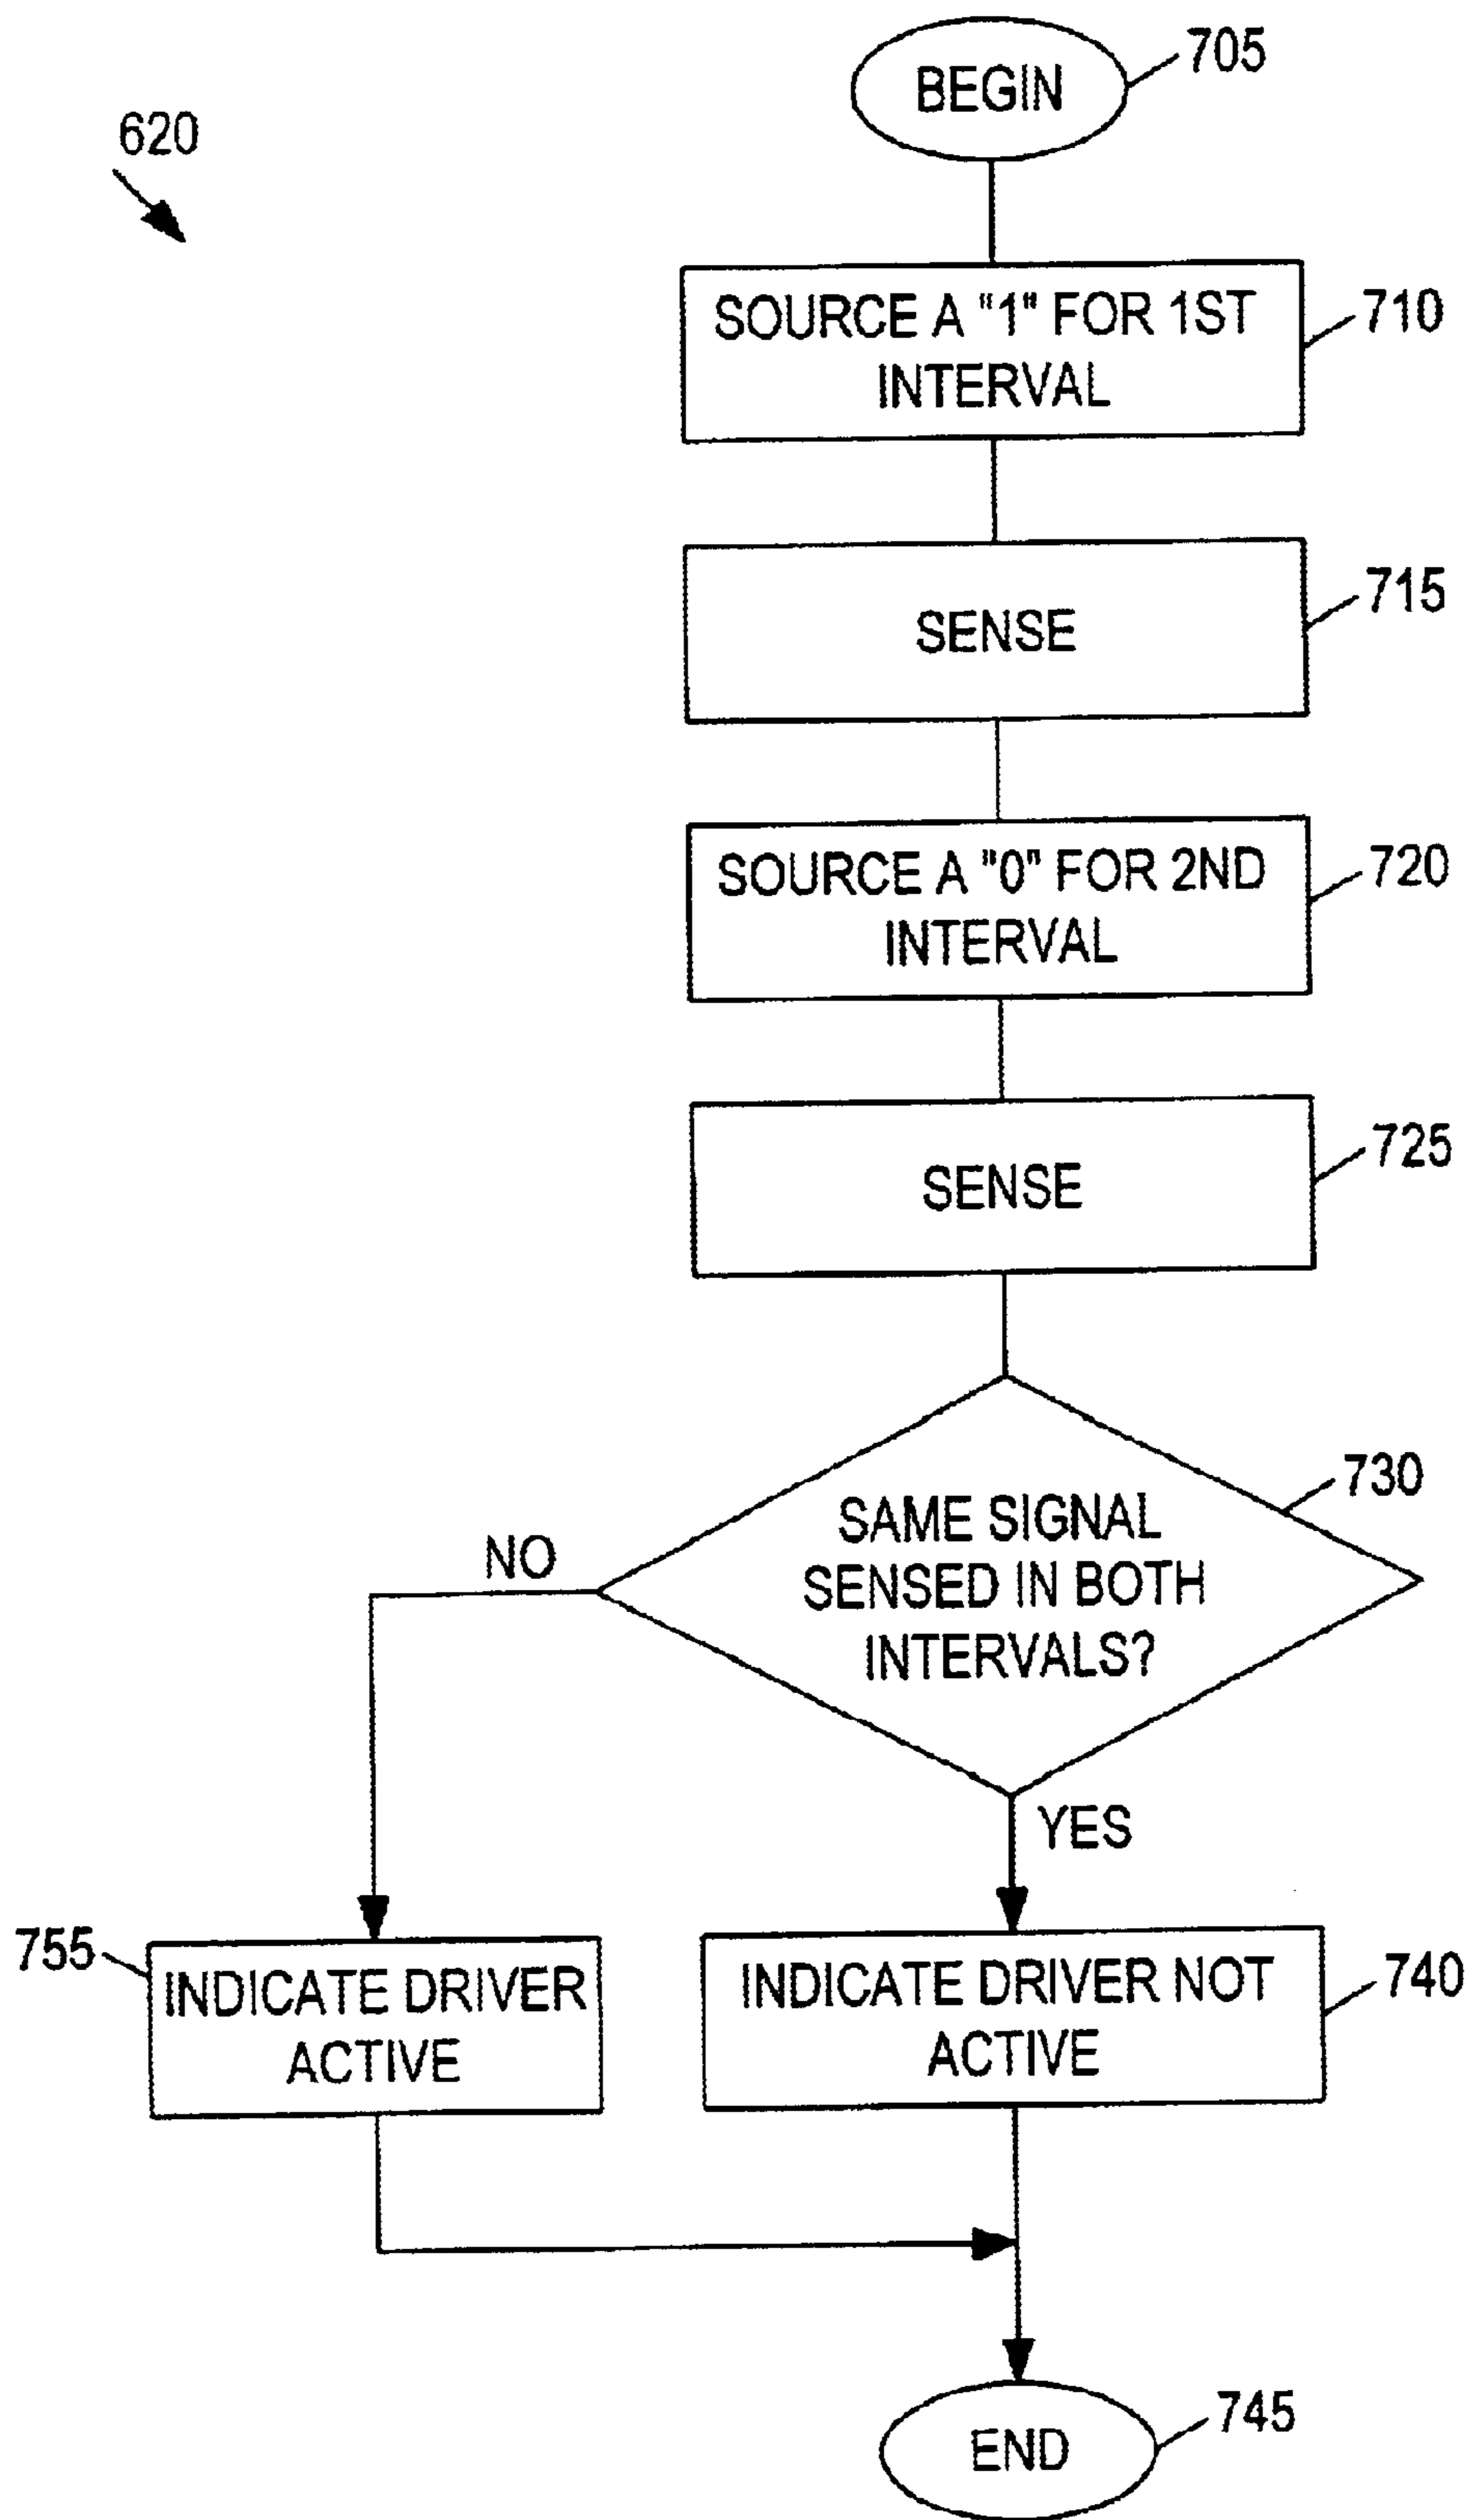 705
BEGIN
620
SOURCE A "1" FOR 1ST
INTERVAL
710
SENSE
715
SOURCE A "0" FOR 2ND
INTERVAL
720
SENSE
725
730
SAME SIGNAL
SENSED IN BOTH
INTERVALS?
NO
YES
755
INDICATE DRIVER
ACTIVE
INDICATE DRIVER NOT
ACTIVE
740
745
END